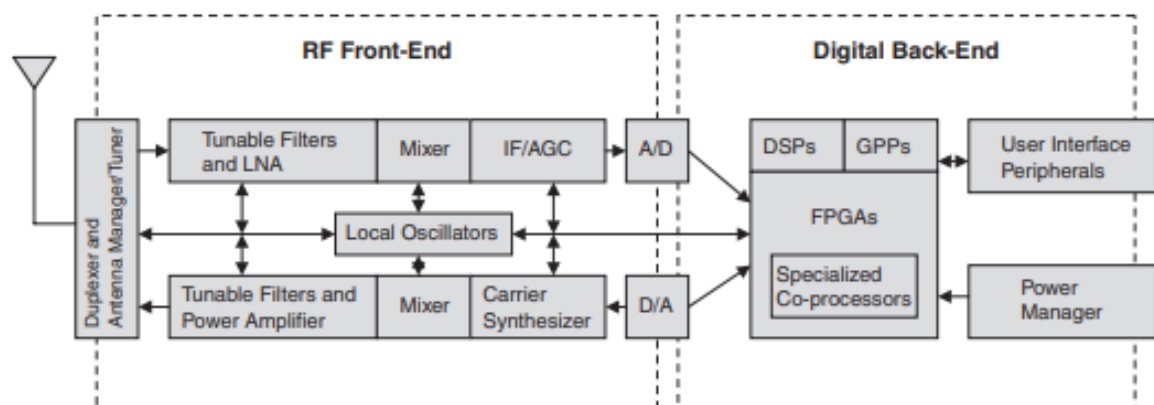 RF Front-End
Digital Back-End
Duplexer and
Antenna Manager/Tuner
Tunable Filters
and LNA
Mixer
IF/AGC
A/D
DSPs
GPPs
User Interface
Peripherals
Local Oscillators
FPGAs
Specialized
Co-processors
Tunable Filters and
Power Amplifier
Mixer
Carrier
Synthesizer
D/A
Power
Manager